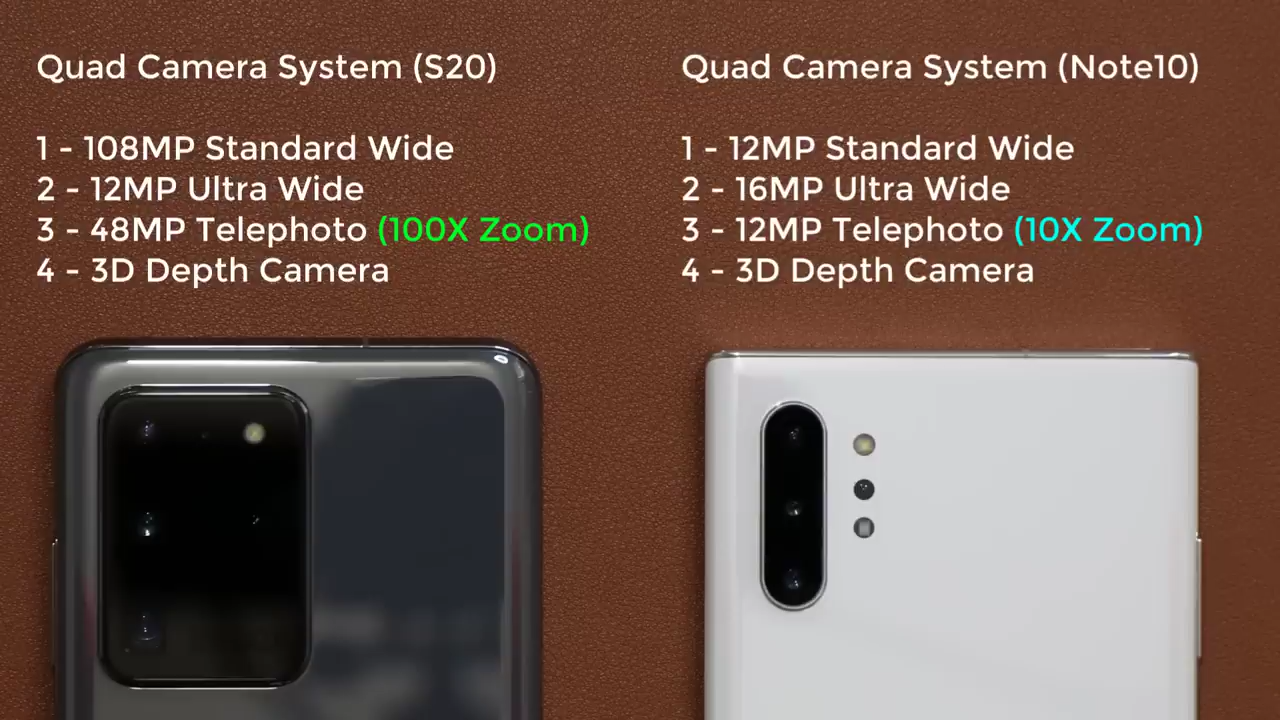 Quad Camera System (S20)
1 - 108MP Standard Wide
2 - 12MP Ultra Wide
3 - 48MP Telephoto (100X Zoom)
4 - 3D Depth Camera
Quad Camera System (Note10)
1 - 12MP Standard Wide
2 - 16MP Ultra Wide
3 - 12MP Telephoto (10X Zoom)
4 - 3D Depth Camera